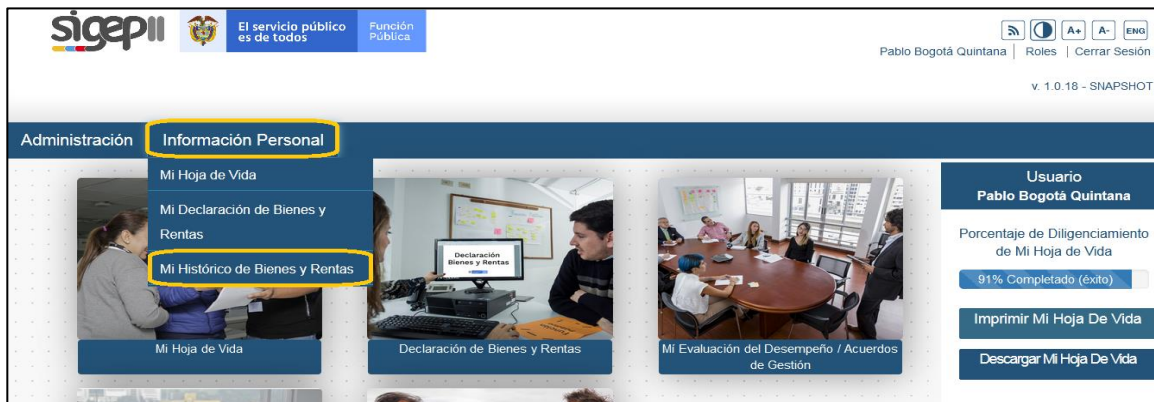 sigepII
El servicio público
es de todos
Función
Pública
A+ A- ENG
Pablo Bogotá Quintana | Roles | Cerrar Sesión
v. 1.0.18 - SNAPSHOT
Administración Información Personal
Mi Hoja de Vida
Mi Declaración de Bienes y
Rentas
Mi Histórico de Bienes y Rentas
Declaración
Bienes y Rentas
Mi Hoja de Vida
Declaración de Bienes y Rentas
Mí Evaluación del Desempeño / Acuerdos
de Gestión
Usuario
Pablo Bogotá Quintana
Porcentaje de Diligenciamiento
de Mi Hoja de Vida
91% Completado (éxito)
Imprimir Mi Hoja De Vida
Descargar Mi Hoja De Vida